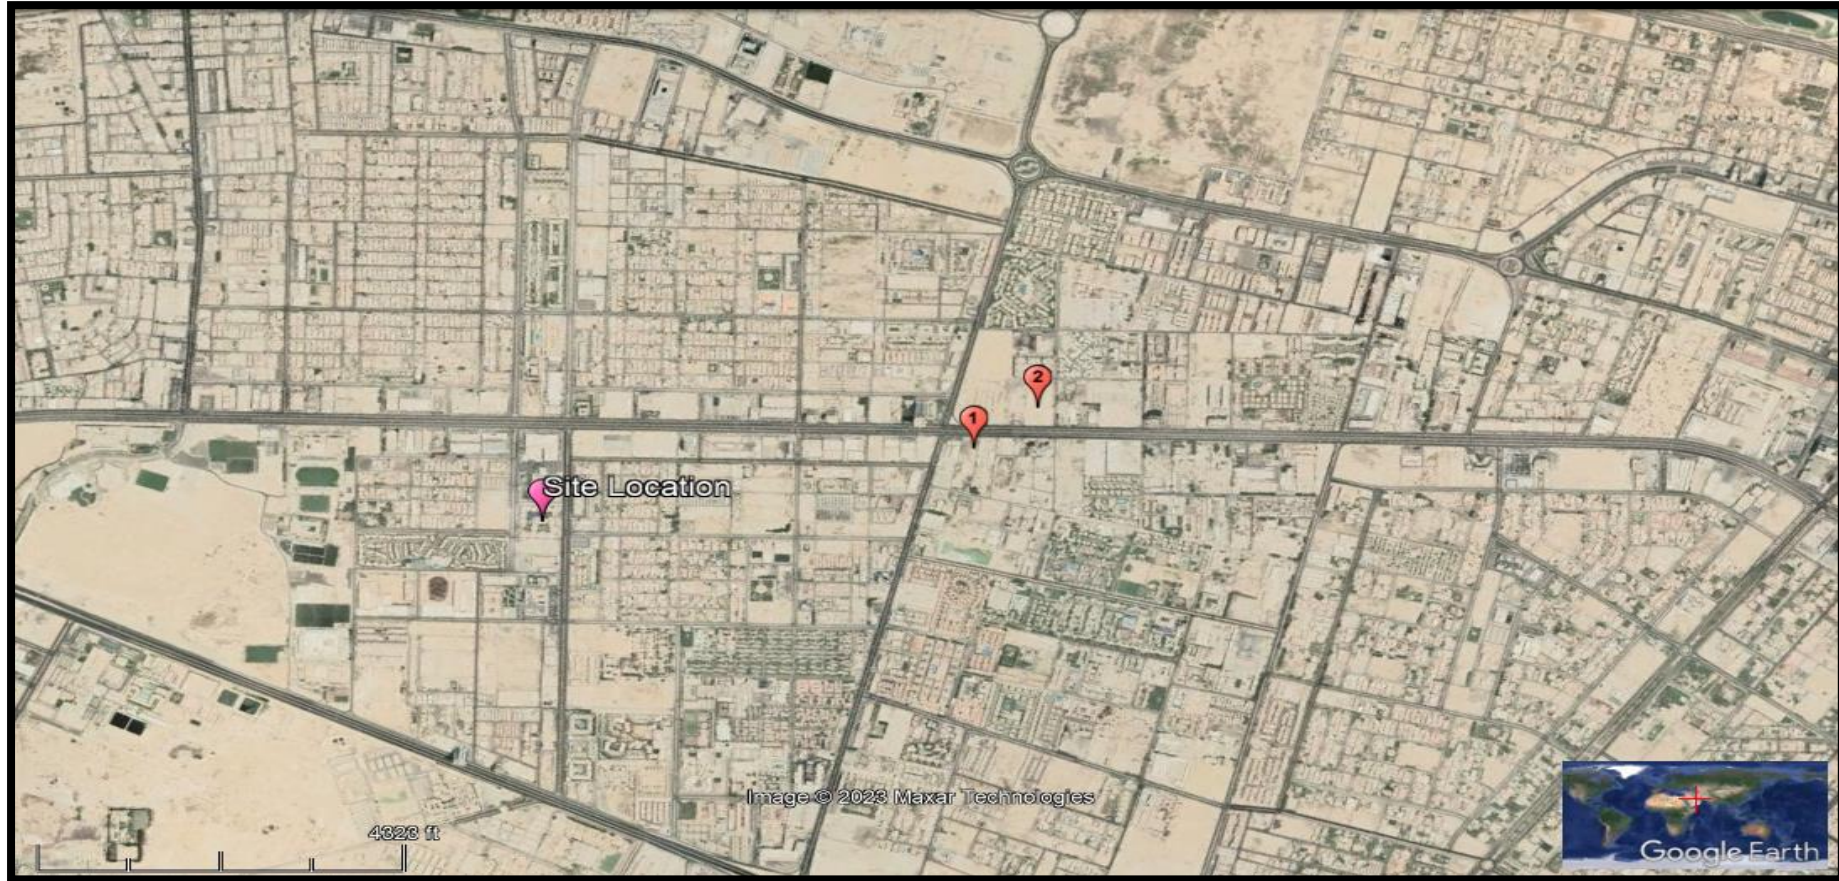 2
1
Site Location
Image © 2023 Maxar Technologies
4323 ft
Google Earth